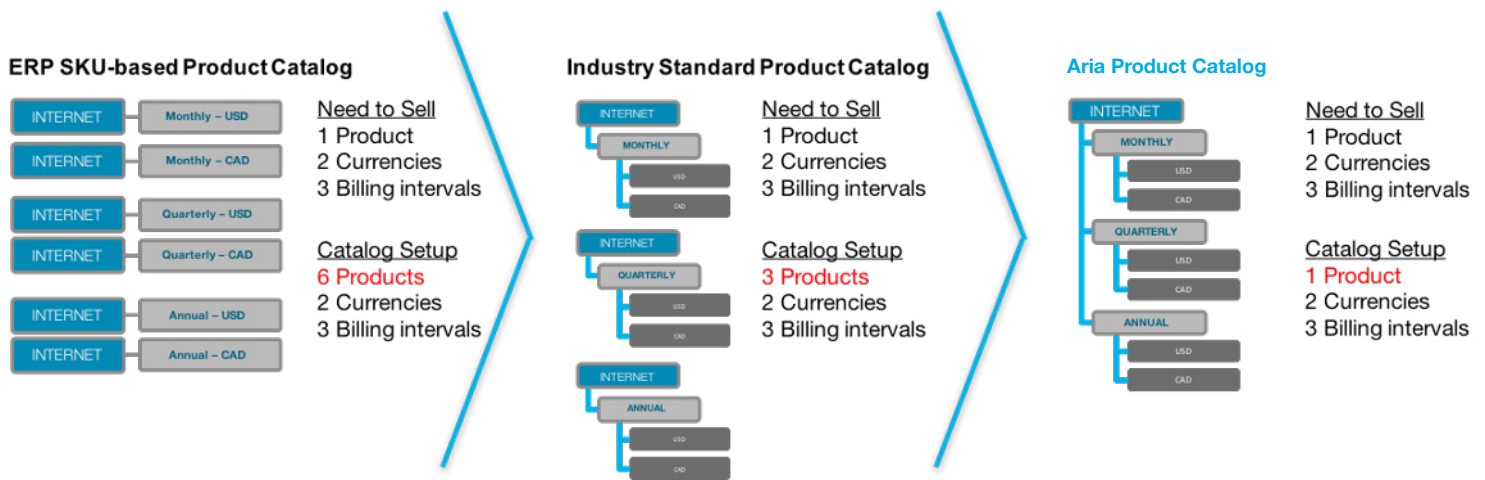 ERP SKU-based Product Catalog
INTERNET
Monthly – USD
INTERNET
Monthly – CAD
INTERNET
Quarterly – USD
INTERNET
Quarterly – CAD
INTERNET
Annual – USD
INTERNET
Annual – CAD
Need to Sell
1 Product
2 Currencies
3 Billing intervals
Catalog Setup
6 Products
2 Currencies
3 Billing intervals
Industry Standard Product Catalog
INTERNET
MONTHLY
USD
CAD
INTERNET
QUARTERLY
USD
CAD
INTERNET
ANNUAL
USD
CAD
Need to Sell
1 Product
2 Currencies
3 Billing intervals
Catalog Setup
3 Products
2 Currencies
3 Billing intervals
Aria Product Catalog
INTERNET
MONTHLY
USD
CAD
QUARTERLY
USD
CAD
ANNUAL
USD
CAD
Need to Sell
1 Product
2 Currencies
3 Billing intervals
Catalog Setup
1 Product
2 Currencies
3 Billing intervals